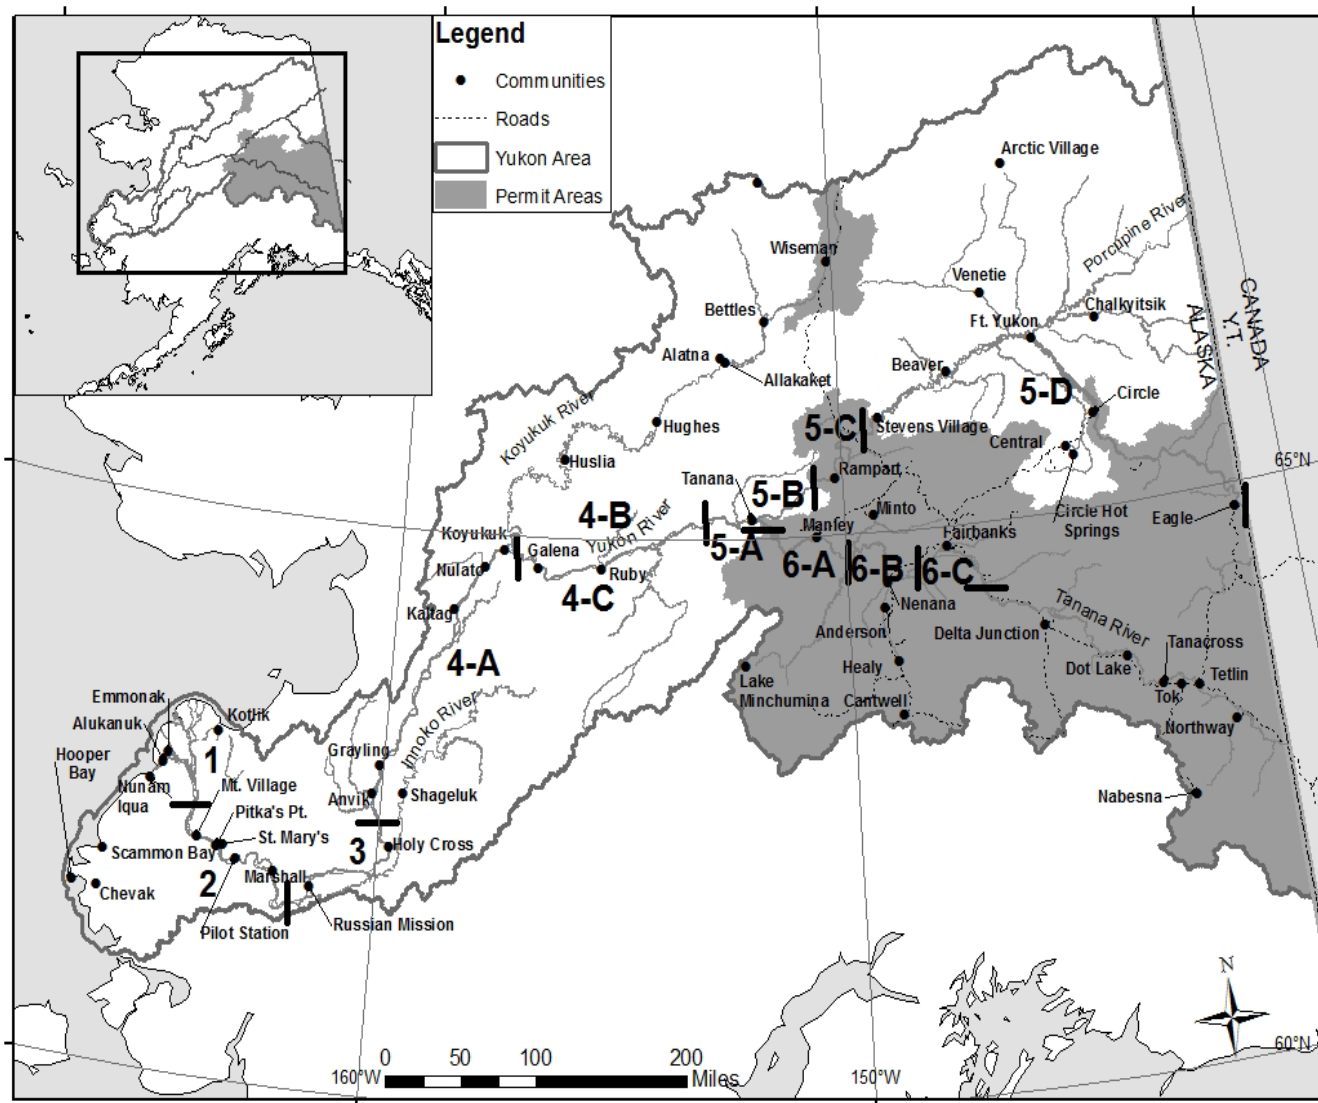 Legend
Communities
Roads
Yukon Area
Permit Areas
Arctic Village
Porcupine River
Wiseman
Venetie
Chalkyitsik
Bettles
Ft. Yukon
CANADA
Y.T.
ALASKA
Alatna
Allakaket
Beaver
5-D
Circle
Koyukuk River
Hughes
5-C
Stevens Village
Central
Huslia
Rampart
65°N
Tanana
5-B
4-B
Yukon River
Minto
Circle Hot
Springs
Eagle
Koyukuk
Galena
Manley
Fairbanks
5-A
6-A
6-B
6-C
Nulato
Ruby
4-C
Nenana
Kaltag
Anderson
Delta Junction
Tanana River
Tanacross
4-A
Healy
Dot Lake
Tetlin
Lake
Minchumina
Cantwell
Tok
Northway
Emmonak
Alukanuk
Kotlik
Innoko River
Hooper
Bay
1
Grayling
Nunam
Iqua
Mt. Village
Anvik
Shageluk
Nabesna
Pitka's Pt.
St. Mary's
Scammon Bay
3
Holy Cross
2
Marshall
Chevak
Pilot Station
Russian Mission
N
0 50 100 200
Miles
160°W
150°W
60°N